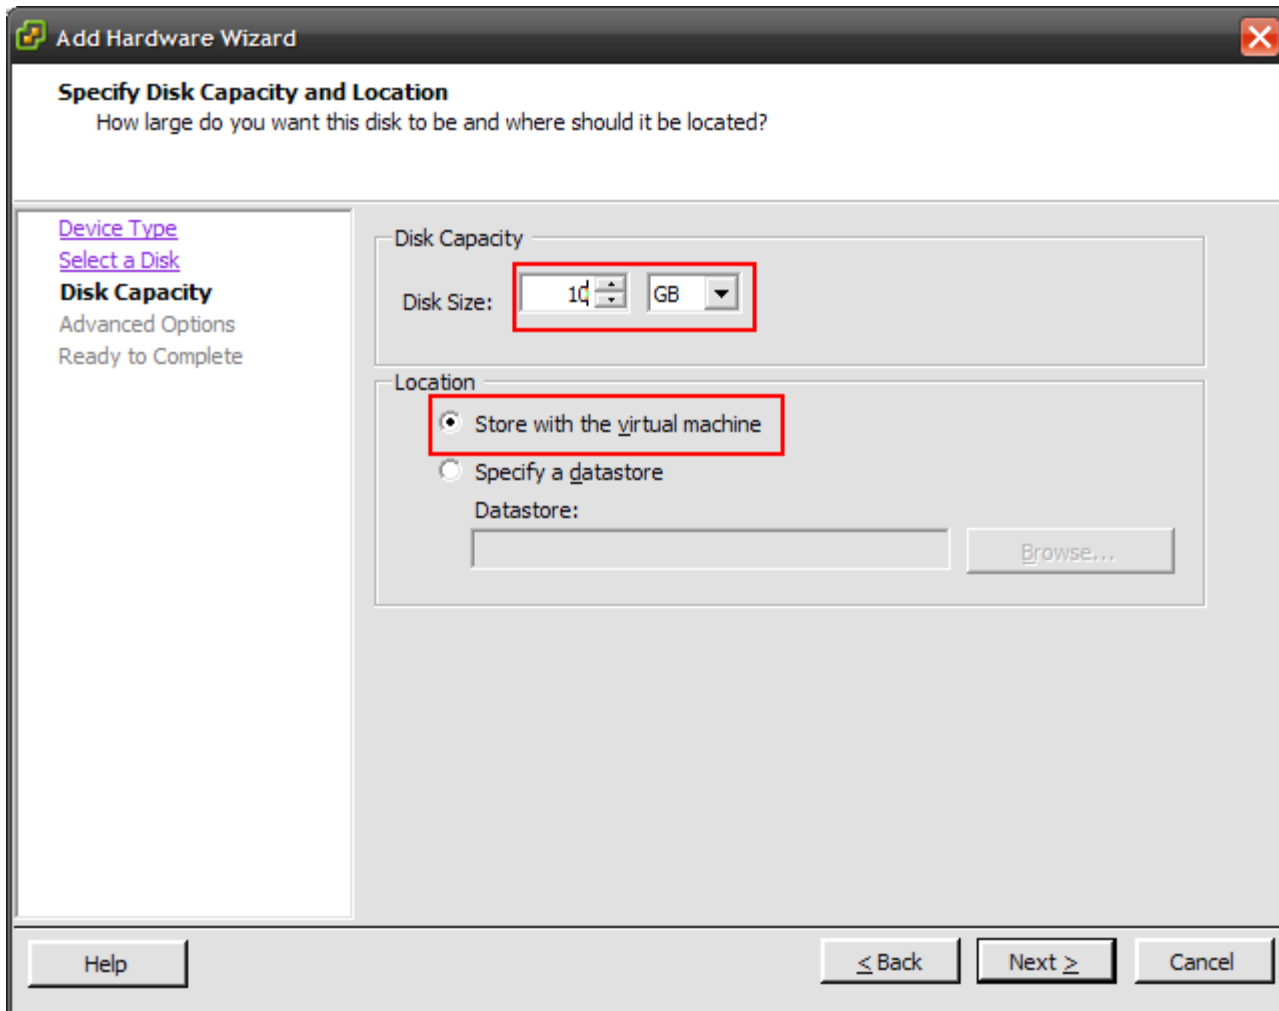 Add Hardware Wizard
Specify Disk Capacity and Location
How large do you want this disk to be and where should it be located?
Device Type
Select a Disk
Disk Capacity
Advanced Options
Ready to Complete
Disk Capacity
Disk Size: 10 GB
Location
Store with the virtual machine
Specify a datastore
Datastore:
Browse...
Help
< Back Next > Cancel